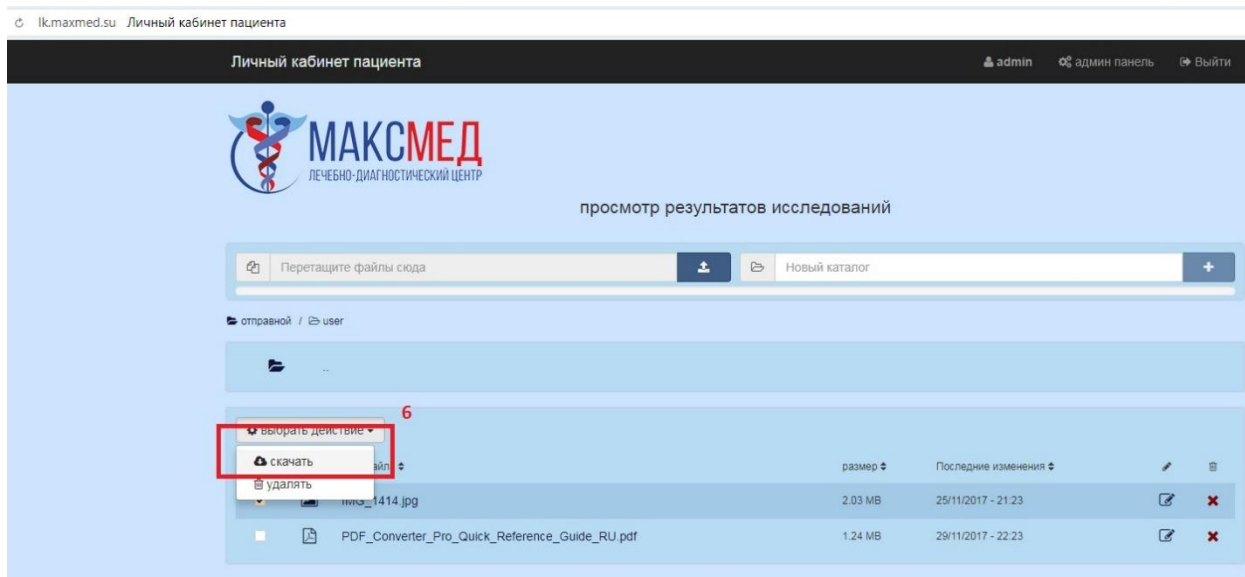 lk.maxmed.su Личный кабинет пациента
Личный кабинет пациента admin админ панель Выйти
МАКСМЕД
ЛЕЧЕБНО-ДИАГНОСТИЧЕСКИЙ ЦЕНТР
просмотр результатов исследований
Перетащите файлы сюда Новый каталог +
отправной / user
..
6
выбрать действие
скачать
айл размер Последние изменения
удалять
IMG_1414.jpg 2.03 MB 25/11/2017 - 21:23
PDF_Converter_Pro_Quick_Reference_Guide_RU.pdf 1.24 MB 29/11/2017 - 22:23